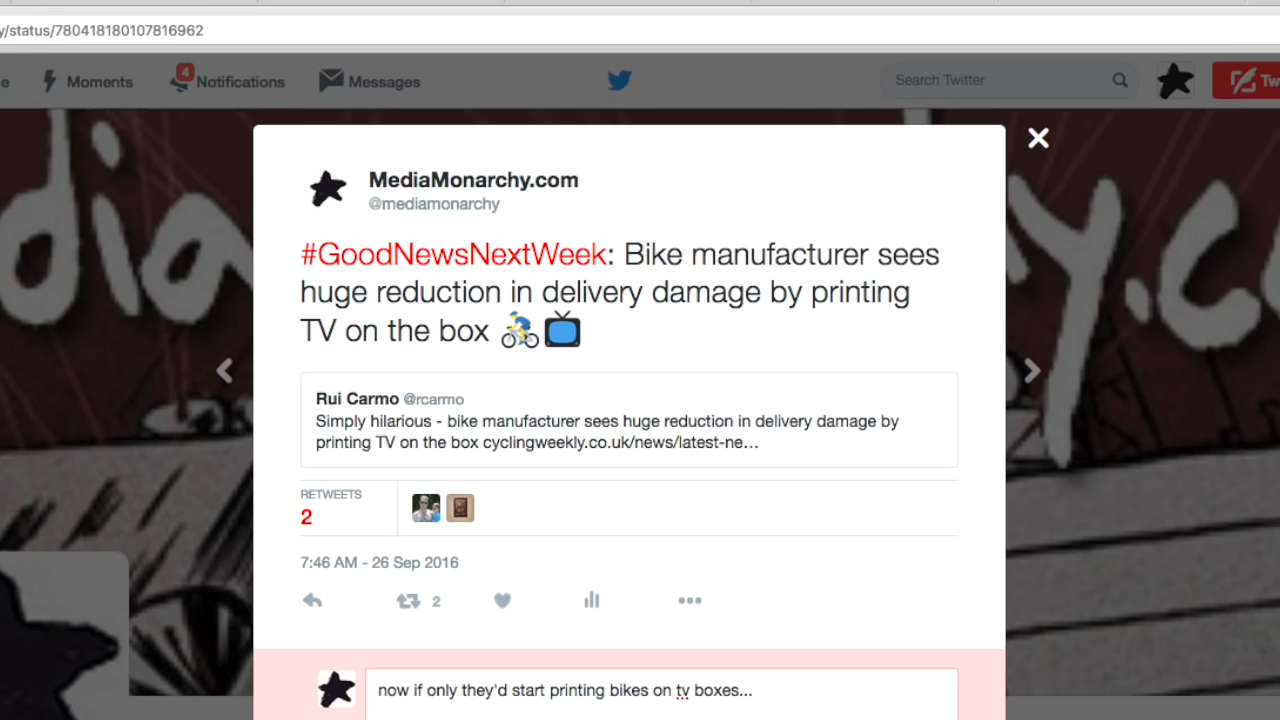 y/status/780418180107816962
e Moments 4 Notifications Messages Search Twitter Tw
MediaMonarchy.com
@mediamonarchy
#GoodNewsNextWeek: Bike manufacturer sees
huge reduction in delivery damage by printing
TV on the box
Rui Carmo @rcarmo
Simply hilarious - bike manufacturer sees huge reduction in delivery damage by
printing TV on the box cyclingweekly.co.uk/news/latest-ne...
RETWEETS
2
7:46 AM - 26 Sep 2016
2
now if only they'd start printing bikes on tv boxes...
dia
y.c